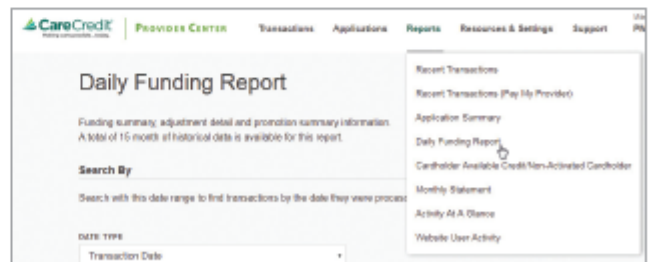 CareCredit
PROVIDER CENTER
Transactions Applications Reports Resources & Settings Support
Daily Funding Report
Funding summary, adjustment detail and promotion summary information.
A total of 15 month of historical data is available for this report.
Search By
Search with this date range to find transactions by the date they were proces
DATE TYPE
Transaction Date
Recent Transactions
Recent Transactions (Pay My Provider)
Application Summary
Daily Funding Report
Cardholder Available Credit/Non-Activated Cardholder
Monthly Statement
Activity At A Glance
Website User Activity